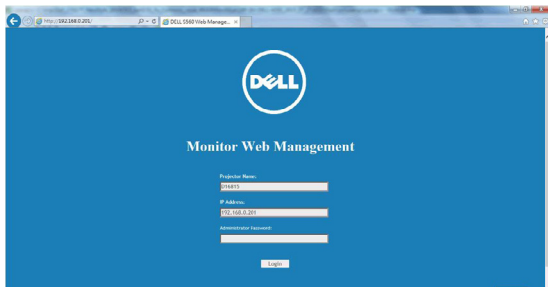 http://192.168.0.201/
DELL S560 Web Manage...
DELL
Monitor Web Management
Projector Name:
D16815
IP Address:
192.168.0.201
Administrator Password:
Login